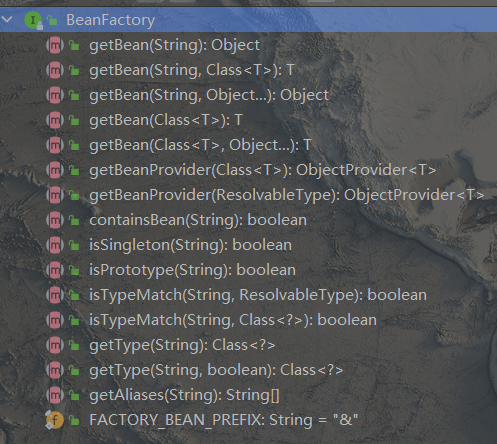 BeanFactory
getBean(String): Object
getBean(String, Class<T>): T
getBean(String, Object...): Object
getBean(Class<T>): T
getBean(Class<T>, Object...): T
getBeanProvider(Class<T>): ObjectProvider<T>
getBeanProvider(ResolvableType): ObjectProvider<T>
containsBean(String): boolean
isSingleton(String): boolean
isPrototype(String): boolean
isTypeMatch(String, ResolvableType): boolean
isTypeMatch(String, Class<?>): boolean
getType(String): Class<?>
getType(String, boolean): Class<?>
getAliases(String): String[]
FACTORY_BEAN_PREFIX: String = "&"